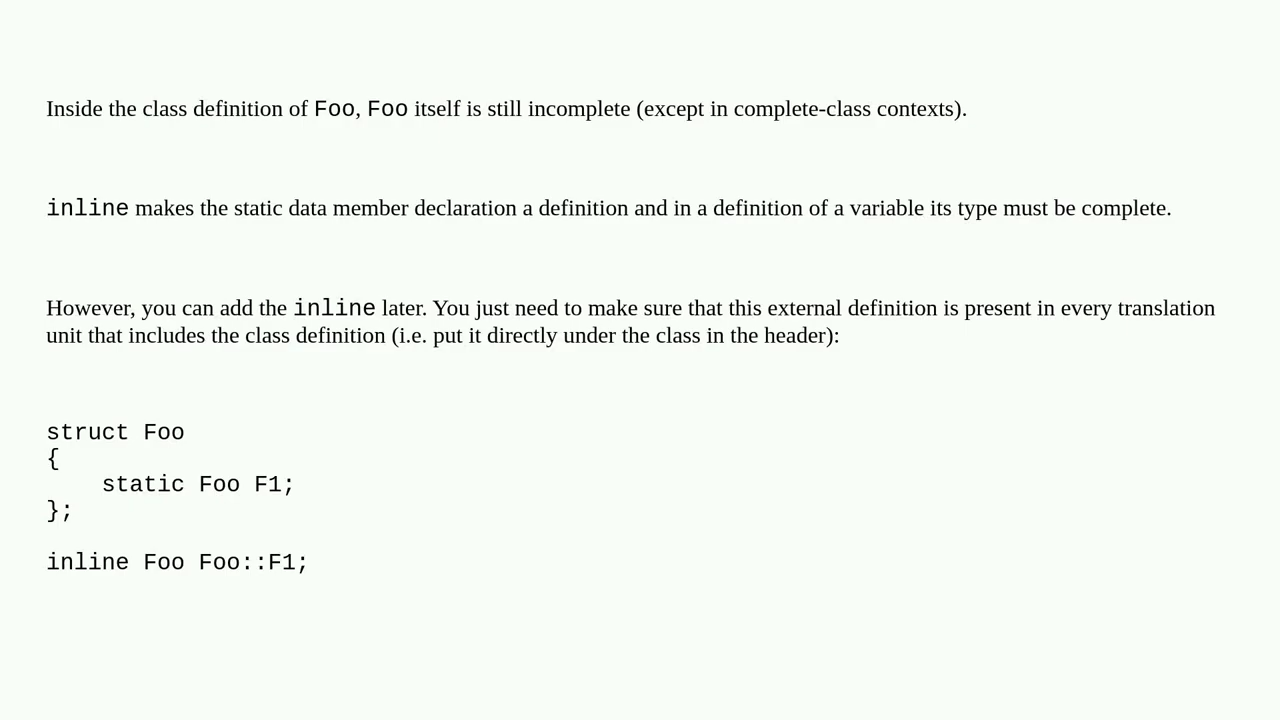 Inside the class definition of Foo, Foo itself is still incomplete (except in complete-class contexts).
inline makes the static data member declaration a definition and in a definition of a variable its type must be complete.
However, you can add the inline later. You just need to make sure that this external definition is present in every translation
unit that includes the class definition (i.e. put it directly under the class in the header):
struct Foo
{
    static Foo F1;
};
inline Foo Foo::F1;